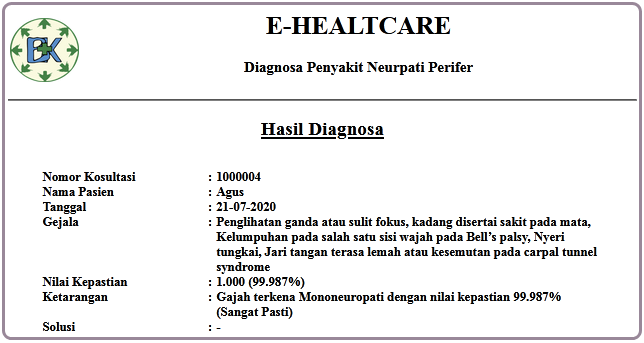 EK
E-HEALTCARE
Diagnosa Penyakit Neurpati Perifer
Hasil Diagnosa
Nomor Kosultasi : 1000004
Nama Pasien : Agus
Tanggal : 21-07-2020
Gejala : Penglihatan ganda atau sulit fokus, kadang disertai sakit pada mata,
Kelumpuhan pada salah satu sisi wajah pada Bell's palsy, Nyeri
tungkai, Jari tangan terasa lemah atau kesemutan pada carpal tunnel
syndrome
Nilai Kepastian : 1.000 (99.987%)
Ketarangan : Gajah terkena Mononeuropati dengan nilai kepastian 99.987%
(Sangat Pasti)
Solusi : -